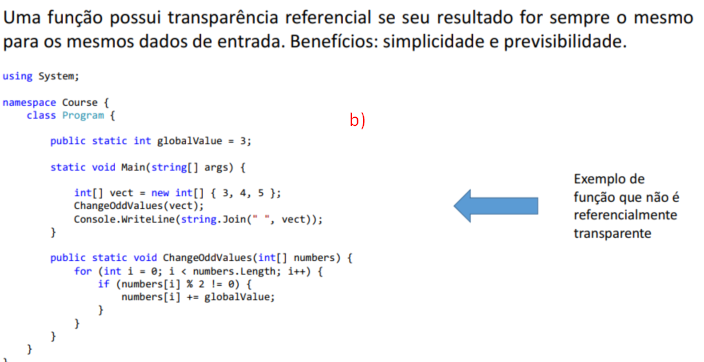 Uma função possui transparência referencial se seu resultado for sempre o mesmo
para os mesmos dados de entrada. Benefícios: simplicidade e previsibilidade.
using System;
namespace Course {
    class Program {
b)
        public static int globalValue = 3;
        static void Main(string[] args) {
            int[] vect = new int[] { 3, 4, 5 };
            ChangeOddValues(vect);
            Console.WriteLine(string.Join(" ", vect));
        }
        public static void ChangeOddValues(int[] numbers) {
            for (int i = 0; i < numbers.Length; i++) {
                if (numbers[i] % 2 != 0) {
                    numbers[i] += globalValue;
                }
            }
        }
    }
Exemplo de
função que não é
referencialmente
transparente